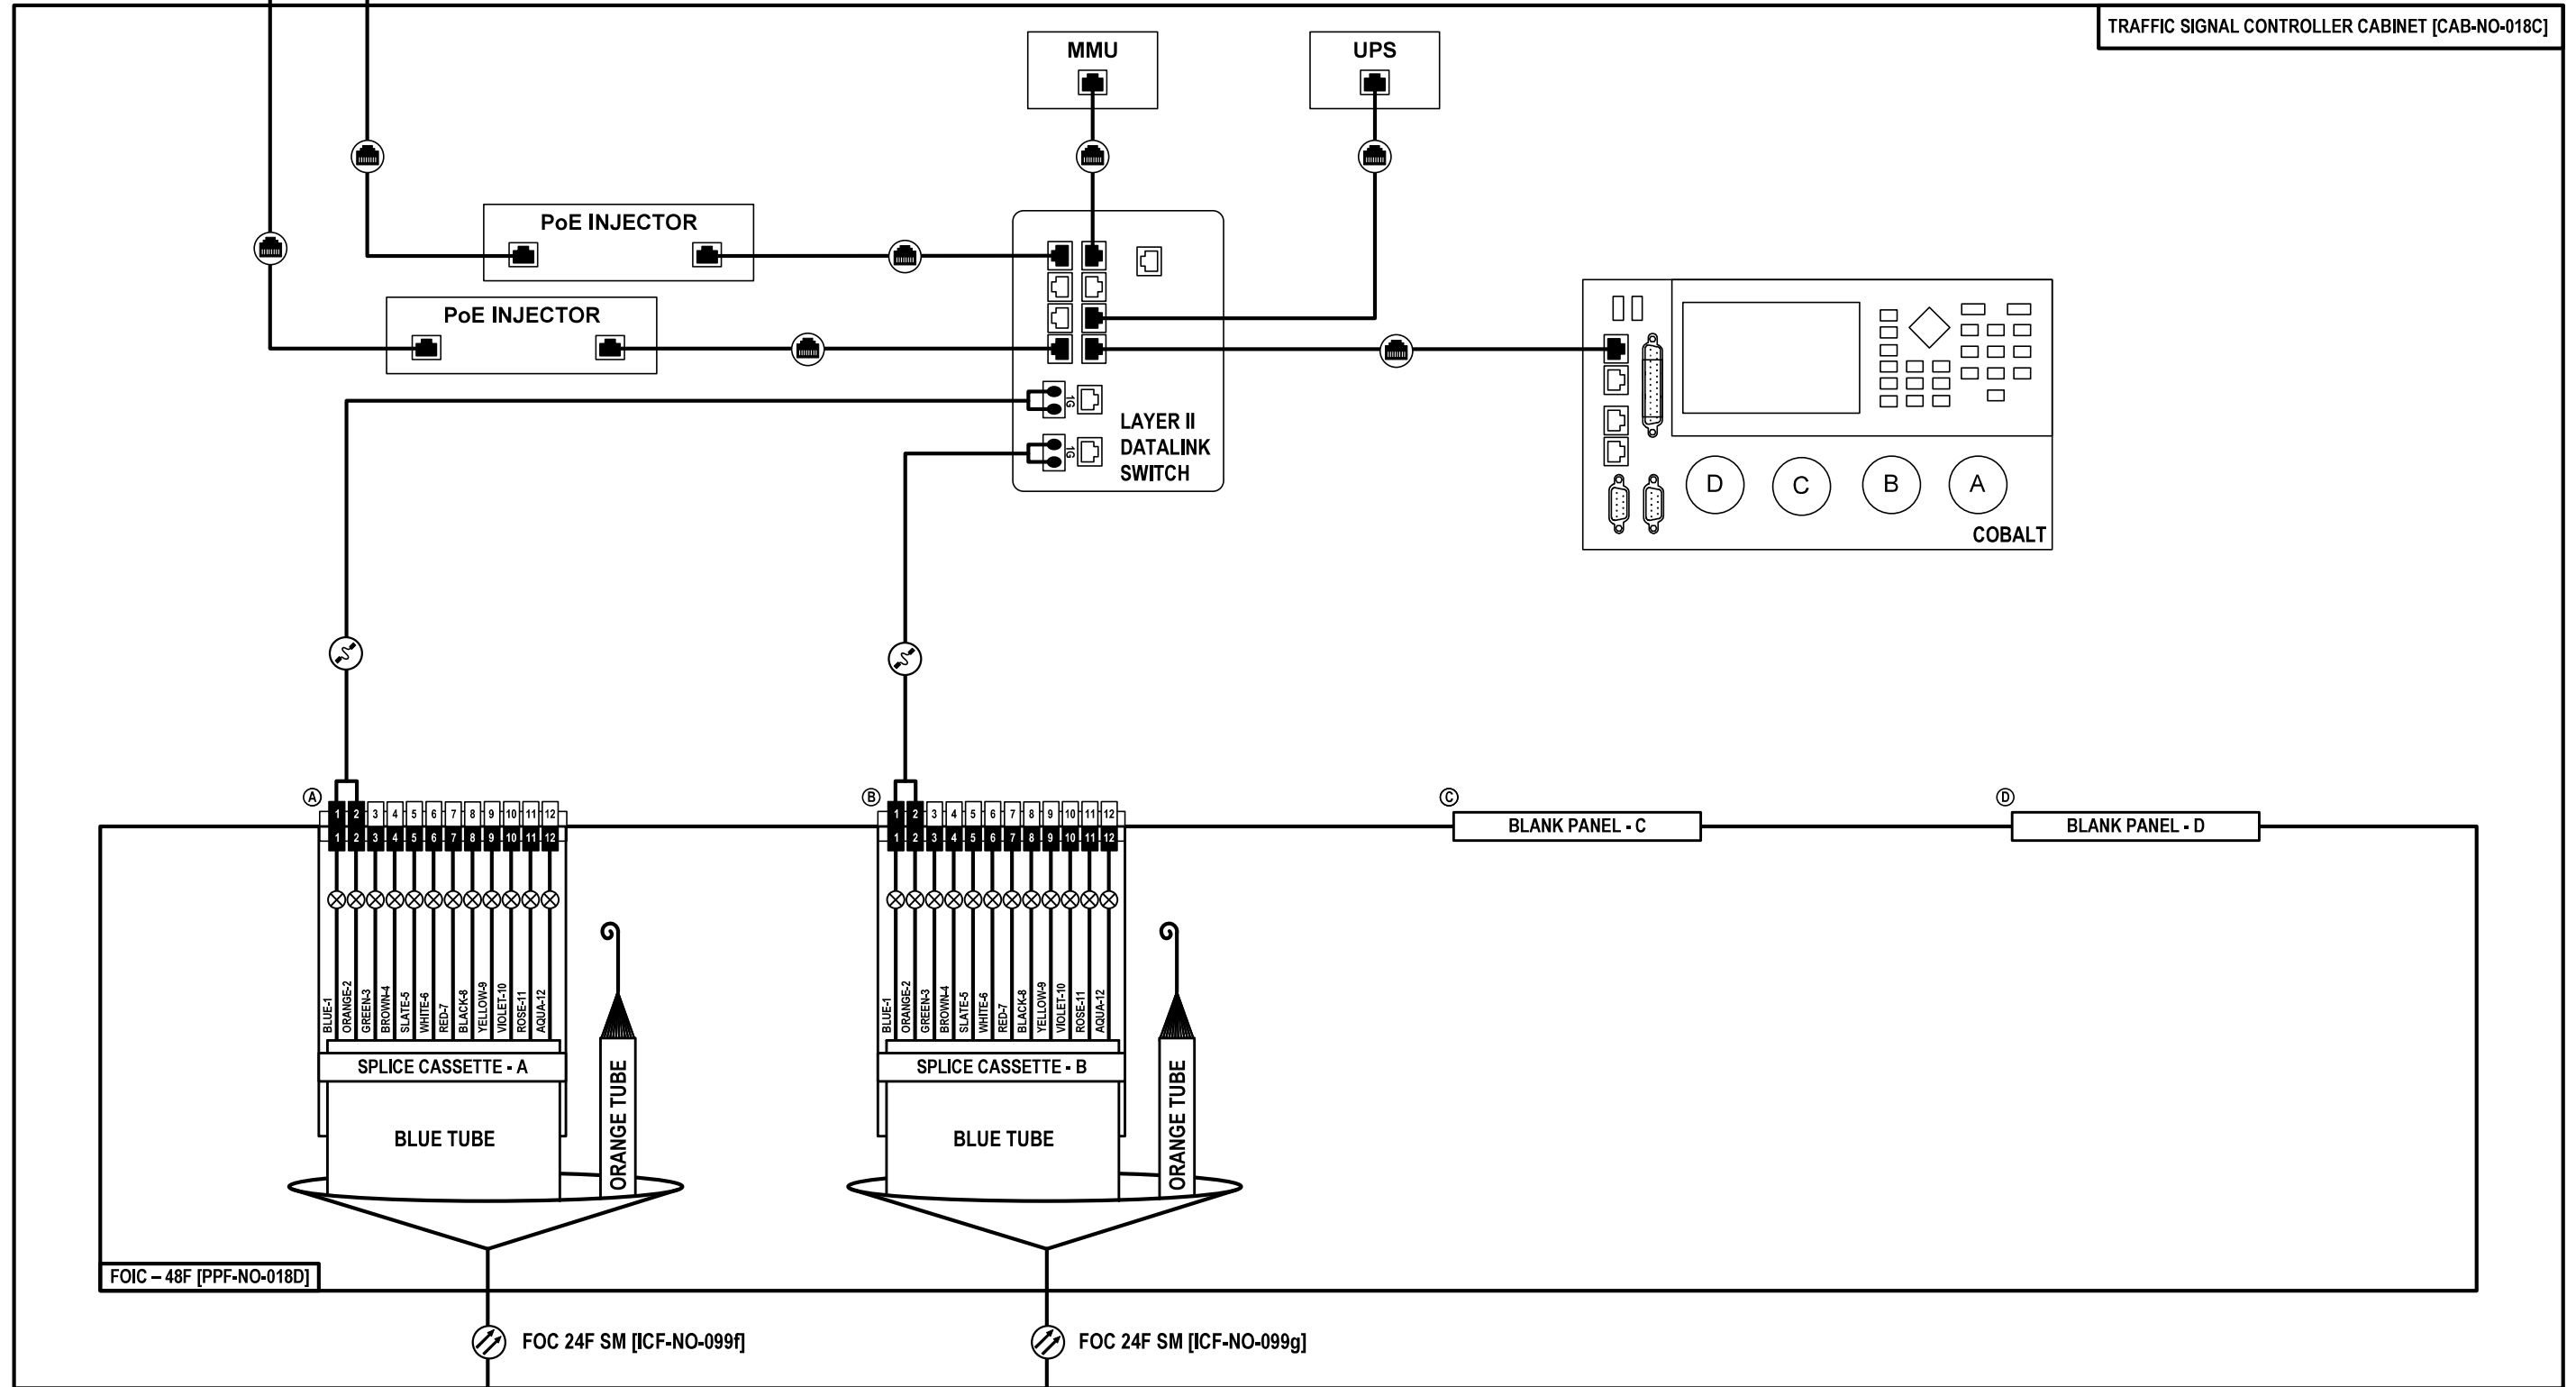 TRAFFIC SIGNAL CONTROLLER CABINET [CAB-NO-018C]
MMU
UPS
PoE INJECTOR
PoE INJECTOR
1G
1G
LAYER II
DATALINK
SWITCH
D C B A
COBALT
A
1 2 3 4 5 6 7 8 9 10 11 12
1 2 3 4 5 6 7 8 9 10 11 12
BLUE-1
ORANGE-2
GREEN-3
BROWN-4
SLATE-5
WHITE-6
RED-7
BLACK-8
YELLOW-9
VIOLET-10
ROSE-11
AQUA-12
SPLICE CASSETTE - A
BLUE TUBE
ORANGE TUBE
B
1 2 3 4 5 6 7 8 9 10 11 12
1 2 3 4 5 6 7 8 9 10 11 12
BLUE-1
ORANGE-2
GREEN-3
BROWN-4
SLATE-5
WHITE-6
RED-7
BLACK-8
YELLOW-9
VIOLET-10
ROSE-11
AQUA-12
SPLICE CASSETTE - B
BLUE TUBE
ORANGE TUBE
C
BLANK PANEL - C
D
BLANK PANEL - D
FOIC – 48F [PPF-NO-018D]
FOC 24F SM [ICF-NO-099f]
FOC 24F SM [ICF-NO-099g]